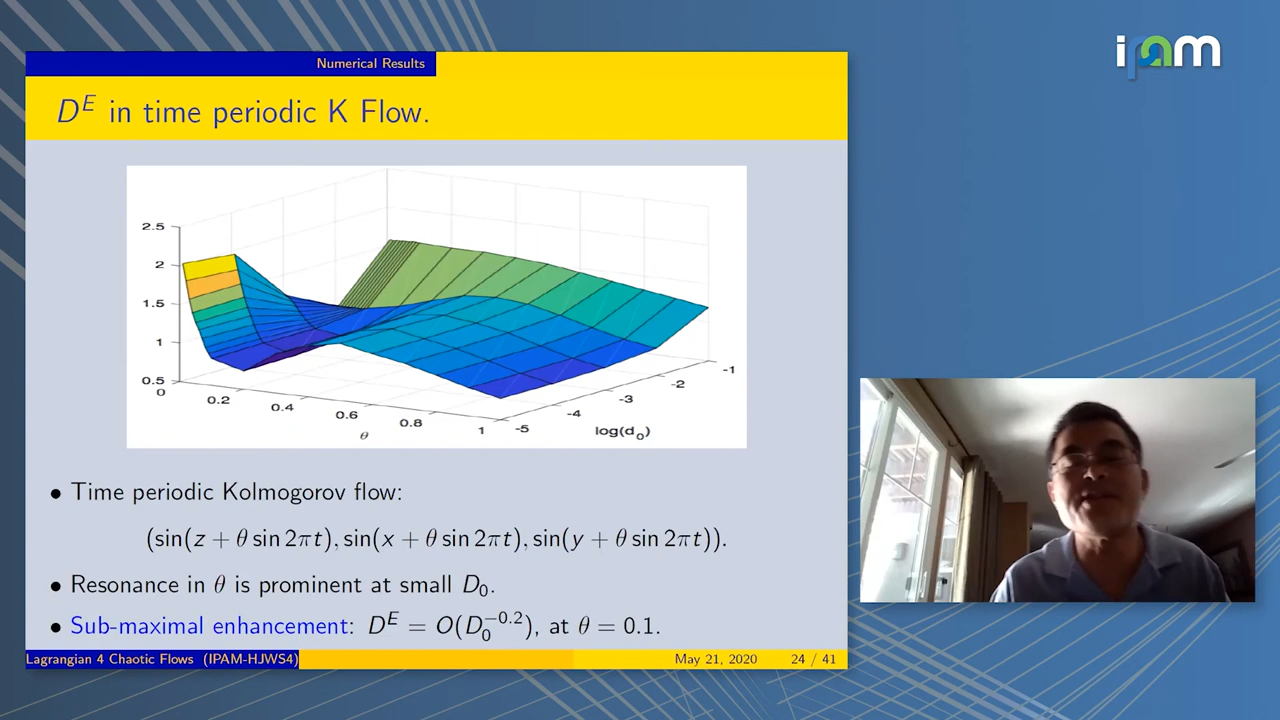 ipam
Numerical Results
D^E in time periodic K Flow.
2.5
2
1.5
1
0.5
0
0.2
0.4
0.6
0.8
1
θ
-5
-4
-3
-2
-1
log(d₀)
• Time periodic Kolmogorov flow:
(sin(z + θ sin 2πt), sin(x + θ sin 2πt), sin(y + θ sin 2πt)).
• Resonance in θ is prominent at small D₀.
• Sub-maximal enhancement: D^E = O(D₀^−0.2), at θ = 0.1.
Lagrangian 4 Chaotic Flows (IPAM-HJWS4)
May 21, 2020 24 / 41